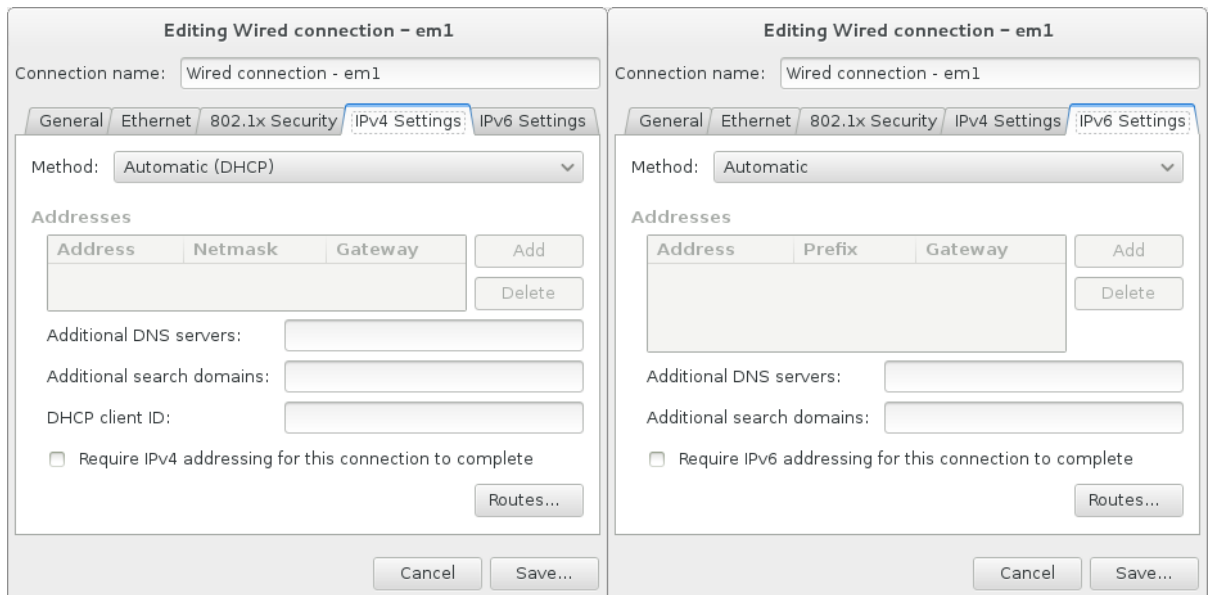 Editing Wired connection – em1
Connection name: Wired connection - em1
General Ethernet 802.1x Security IPv4 Settings IPv6 Settings
Method: Automatic (DHCP)
Addresses
Address Netmask Gateway
Add
Delete
Additional DNS servers:
Additional search domains:
DHCP client ID:
Require IPv4 addressing for this connection to complete
Routes...
Cancel Save...
Editing Wired connection – em1
Connection name: Wired connection - em1
General Ethernet 802.1x Security IPv4 Settings IPv6 Settings
Method: Automatic
Addresses
Address Prefix Gateway
Add
Delete
Additional DNS servers:
Additional search domains:
Require IPv6 addressing for this connection to complete
Routes...
Cancel Save...